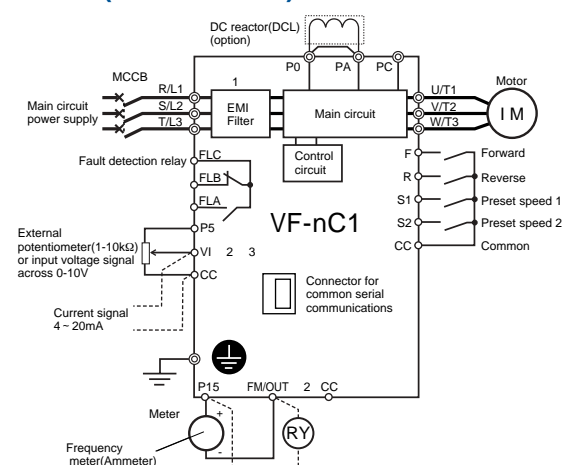 DC reactor(DCL)
(option)
P0 PA PC
MCCB
R/L1
S/L2
T/L3
Main circuit
power supply
1
EMI
Filter
Main circuit
U/T1
V/T2
W/T3
Motor
I M
Control
circuit
Fault detection relay
FLC
FLB
FLA
F Forward
R Reverse
S1 Preset speed 1
S2 Preset speed 2
CC Common
VF-nC1
P5
External
potentiometer(1-10kΩ)
or input voltage signal
across 0-10V
VI 2 3
CC
Connector for
common serial
communications
Current signal
4 ~ 20mA
P15 FM/OUT 2 CC
Meter
+
-
RY
Frequency
meter(Ammeter)